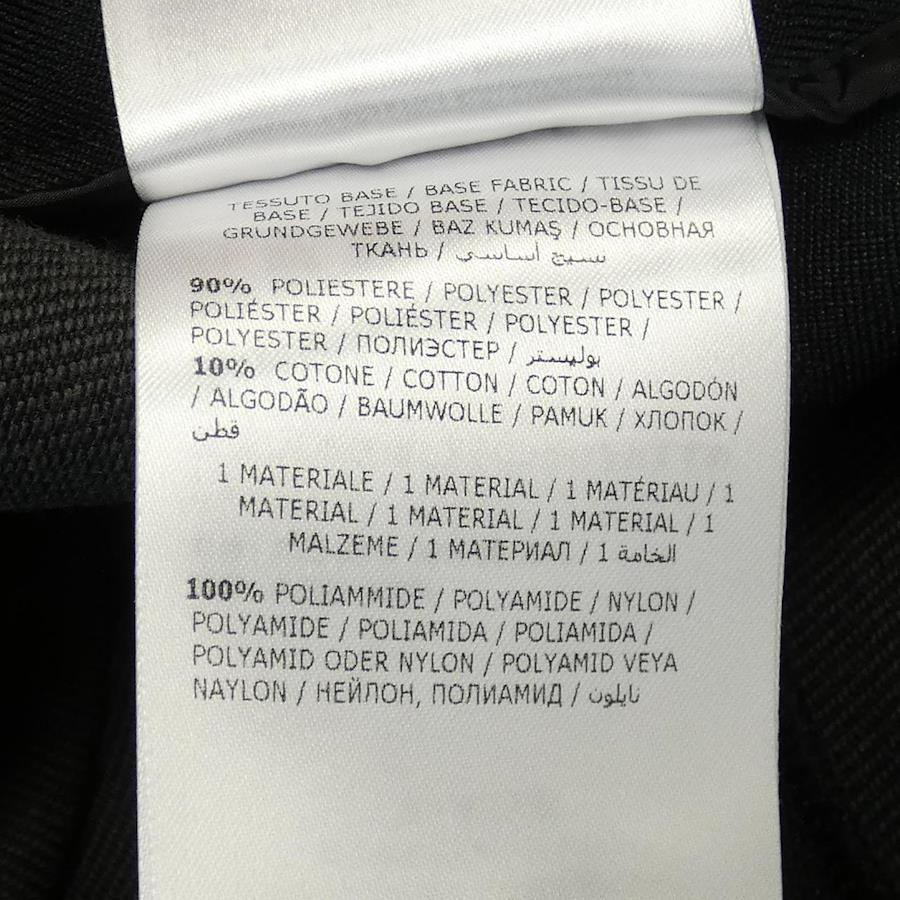 TESSUTO BASE / BASE FABRIC / TISSU DE
BASE / TEJIDO BASE / TECIDO-BASE /
GRUNDGEWEBE / BAZ KUMAŞ / ОСНОВНАЯ
ТКАНЬ / نسيج أساسي
90% POLIESTERE / POLYESTER / POLYESTER /
POLIÉSTER / POLIÉSTER / POLYESTER /
POLYESTER / ПОЛИЭСТЕР / بوليستر
10% COTONE / COTTON / COTON / ALGODÓN
/ ALGODÃO / BAUMWOLLE / PAMUK / ХЛОПОК /
قطن
1 MATERIALE / 1 MATERIAL / 1 MATÉRIAU / 1
MATERIAL / 1 MATERIAL / 1 MATERIAL / 1
MALZEME / 1 МАТЕРИАЛ / 1 الخامة
100% POLIAMMIDE / POLYAMIDE / NYLON /
POLYAMIDE / POLIAMIDA / POLIAMIDA /
POLYAMID ODER NYLON / POLYAMID VEYA
NAYLON / НЕЙЛОН, ПОЛИАМИД / نايلون